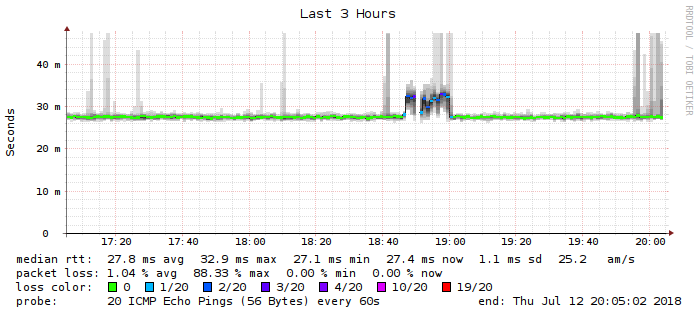 Last 3 Hours
RRDTOOL / TOBI OETIKER
Seconds
40 m
30 m
20 m
10 m
0
17:20 17:40 18:00 18:20 18:40 19:00 19:20 19:40 20:00
median rtt: 27.8 ms avg 32.9 ms max 27.1 ms min 27.4 ms now 1.1 ms sd 25.2 am/s
packet loss: 1.04 % avg 88.33 % max 0.00 % min 0.00 % now
loss color: 0 1/20 2/20 3/20 4/20 10/20 19/20
probe: 20 ICMP Echo Pings (56 Bytes) every 60s end: Thu Jul 12 20:05:02 2018